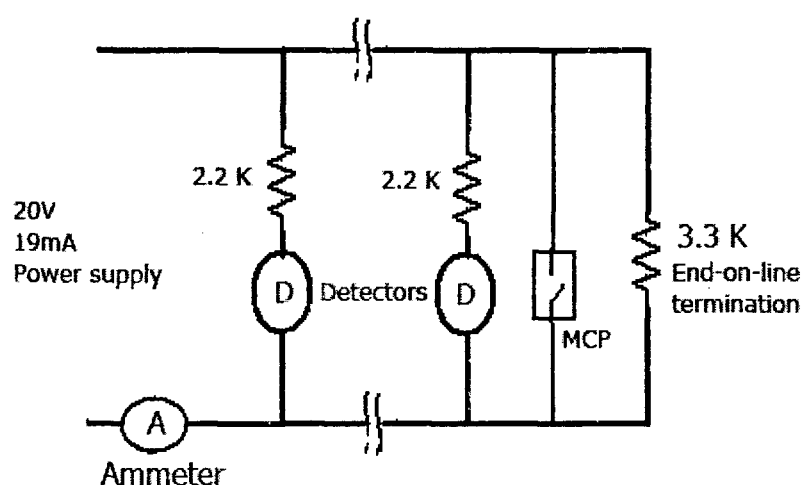 2.2 K
2.2 K
20V
19mA
Power supply
D
Detectors
D
3.3 K
End-on-line
termination
MCP
A
Ammeter